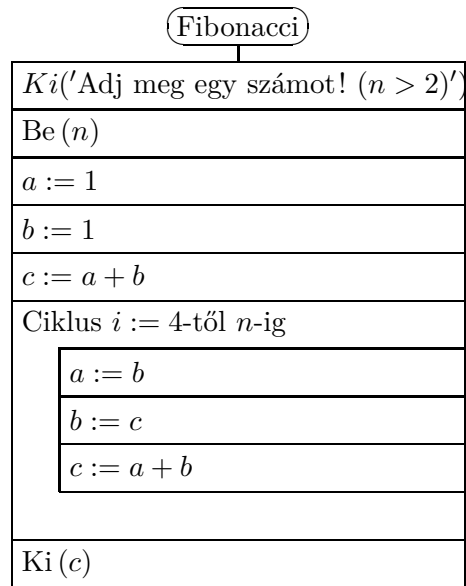 Fibonacci
Ki('Adj meg egy számot! (n > 2)')
Be (n)
a := 1
b := 1
c := a + b
Ciklus i := 4-től n-ig
a := b
b := c
c := a + b
Ki (c)